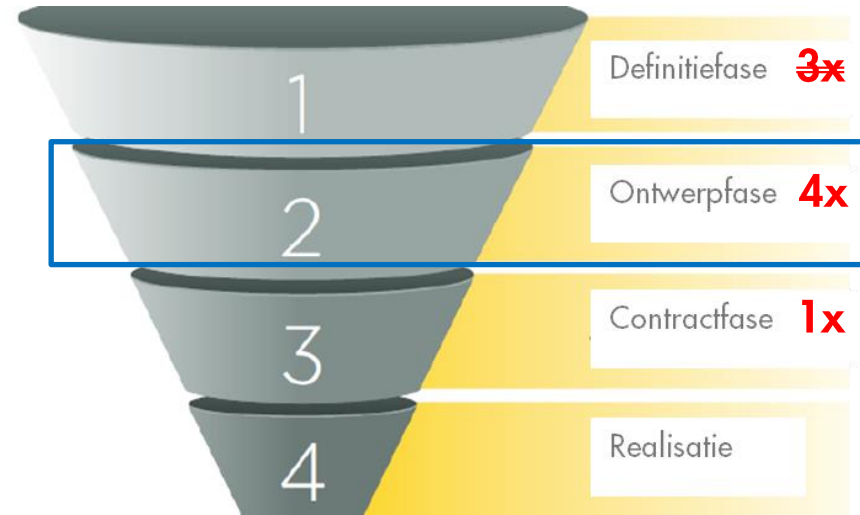 1
Definitiefase 3x
2
Ontwerpfase 4x
3
Contractfase 1x
4
Realisatie